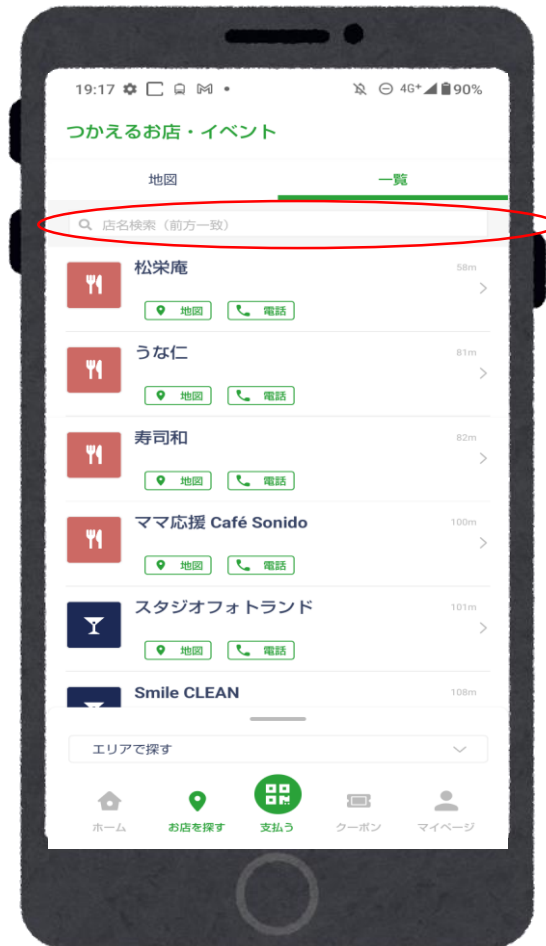 19:17 4G+ 90%
つかえるお店・イベント
地図 一覧
店名検索（前方一致）
松栄庵 58m
地図 電話
うな仁 81m
地図 電話
寿司和 82m
地図 電話
ママ応援 Café Sonido 100m
地図 電話
スタジオフォトランド 101m
地図 電話
Smile CLEAN 108m
エリアで探す
ホーム お店を探す 支払う クーポン マイページ